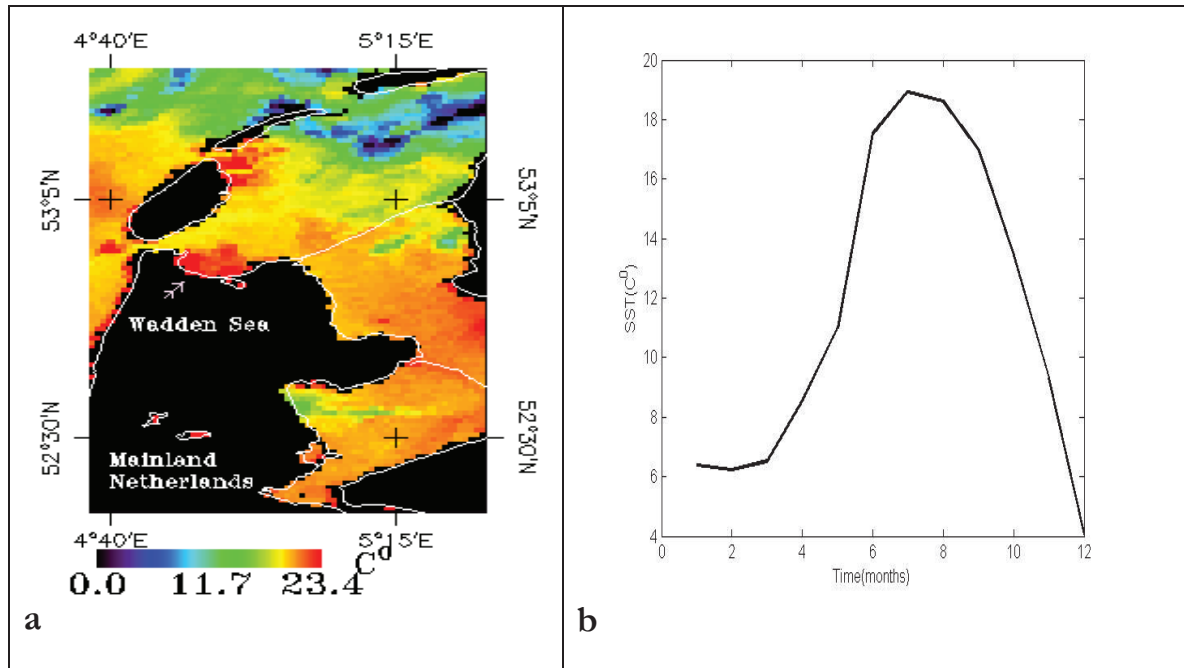 4°40′E 5°15′E
53°5′N 53°5′N
Wadden Sea
52°30′N 52°30′N
Mainland
Netherlands
4°40′E 5°15′E
0.0 11.7 23.4 C⁰
a
20
18
16
14
12
10
8
6
4
SST(C⁰)
0 2 4 6 8 10 12
Time(months)
b